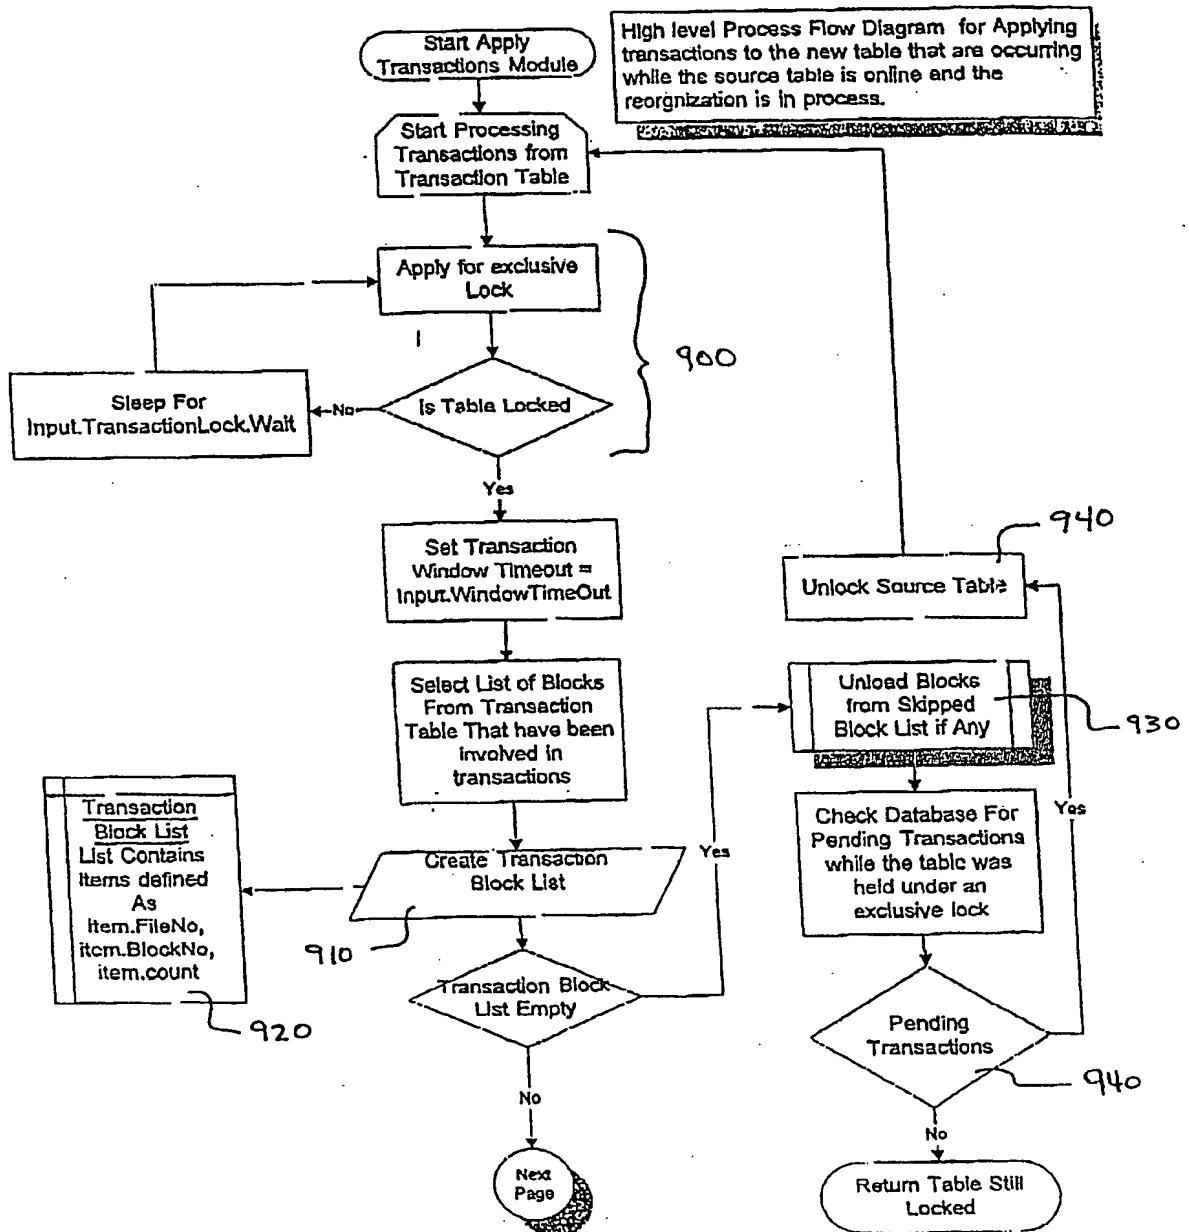 High level Process Flow Diagram for Applying
transactions to the new table that are occurring
while the source table is online and the
reorgnization is in process.
Start Apply
Transactions Module
Start Processing
Transactions from
Transaction Table
Apply for exclusive
Lock
900
Is Table Locked
No
Sleep For
Input.TransactionLock.Wait
Yes
Set Transaction
Window Timeout =
Input.WindowTimeOut
Select List of Blocks
From Transaction
Table That have been
involved in
transactions
Create Transaction
Block List
910
Transaction
Block List
List Contains
Items defined
As
Item.FileNo,
item.BlockNo,
item.count
920
Transaction Block
List Empty
Yes
No
Next
Page
940
Unlock Source Table
Unload Blocks
from Skipped
Block List if Any
930
Check Database For
Pending Transactions
while the table was
held under an
exclusive lock
Yes
Pending
Transactions
940
No
Return Table Still
Locked